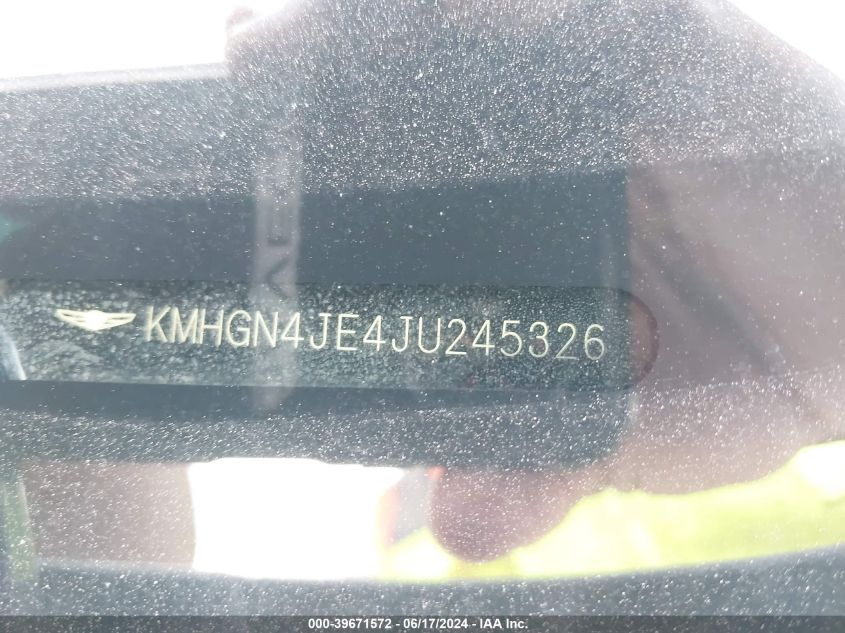 KMHGN4JE4JU245326
000-39671572 - 06/17/2024 - IAA Inc.